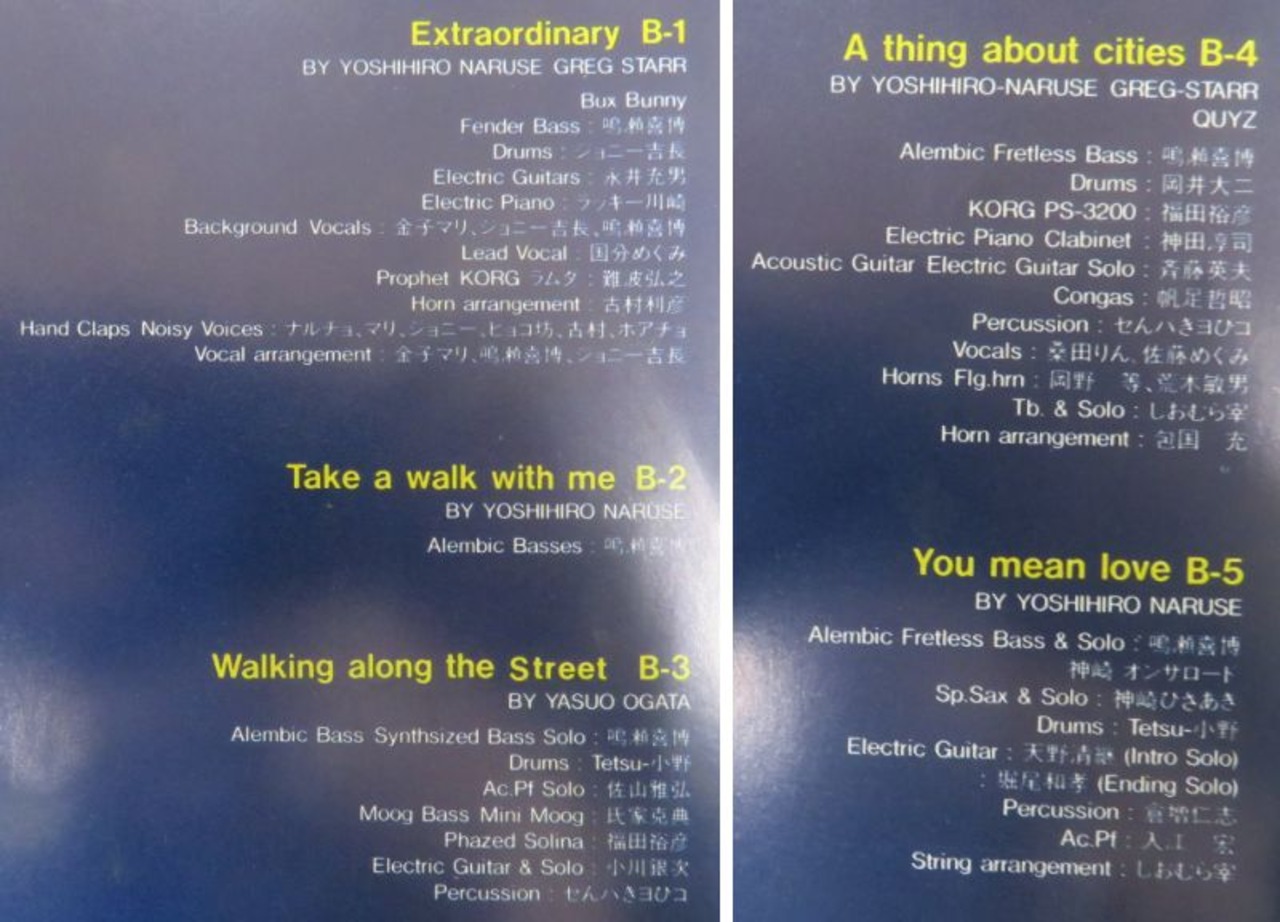 Extraordinary B-1
BY YOSHIHIRO NARUSE GREG STARR
Bux Bunny
Fender Bass : 鳴瀬喜博
Drums : ジョニー吉長
Electric Guitars : 永井充男
Electric Piano : ラッキー川崎
Background Vocals : 金子マリ、ジョニー吉長、鳴瀬喜博
Lead Vocal : 国分めぐみ
Prophet KORG ラムダ : 難波弘之
Horn arrangement : 古村利彦
Hand Claps Noisy Voices : ナルチョ、マリ、ジョニー、ヒョコ坊、古村、ホアチョ
Vocal arrangement : 金子マリ、鳴瀬喜博、ジョニー吉長
Take a walk with me B-2
BY YOSHIHIRO NARUSE
Alembic Basses : 鳴瀬喜博
Walking along the Street B-3
BY YASUO OGATA
Alembic Bass Synthsized Bass Solo : 鳴瀬喜博
Drums : Tetsu-小野
Ac.Pf Solo : 佐山雅弘
Moog Bass Mini Moog : 氏家克典
Phazed Solina : 福田裕彦
Electric Guitar & Solo : 小川銀次
Percussion : せんハきヨひコ
A thing about cities B-4
BY YOSHIHIRO-NARUSE GREG-STARR
QUYZ
Alembic Fretless Bass : 鳴瀬喜博
Drums : 岡井大二
KORG PS-3200 : 福田裕彦
Electric Piano Clabinet : 神田享司
Acoustic Guitar Electric Guitar Solo : 斉藤英夫
Congas : 帆足哲昭
Percussion : せんハきヨひコ
Vocals : 桑田りん、佐藤めぐみ
Horns Flg.hrn : 岡野 等、荒木敏男
Tb. & Solo : しおむら宰
Horn arrangement : 包国 充
You mean love B-5
BY YOSHIHIRO NARUSE
Alembic Fretless Bass & Solo : 鳴瀬喜博
神崎 オンサロート
Sp.Sax & Solo : 神崎ひさあき
Drums : Tetsu-小野
Electric Guitar : 天野清継 (Intro Solo)
: 堀尾和孝 (Ending Solo)
Percussion :
Ac.Pf : 入江 宏
String arrangement : しおむら宰